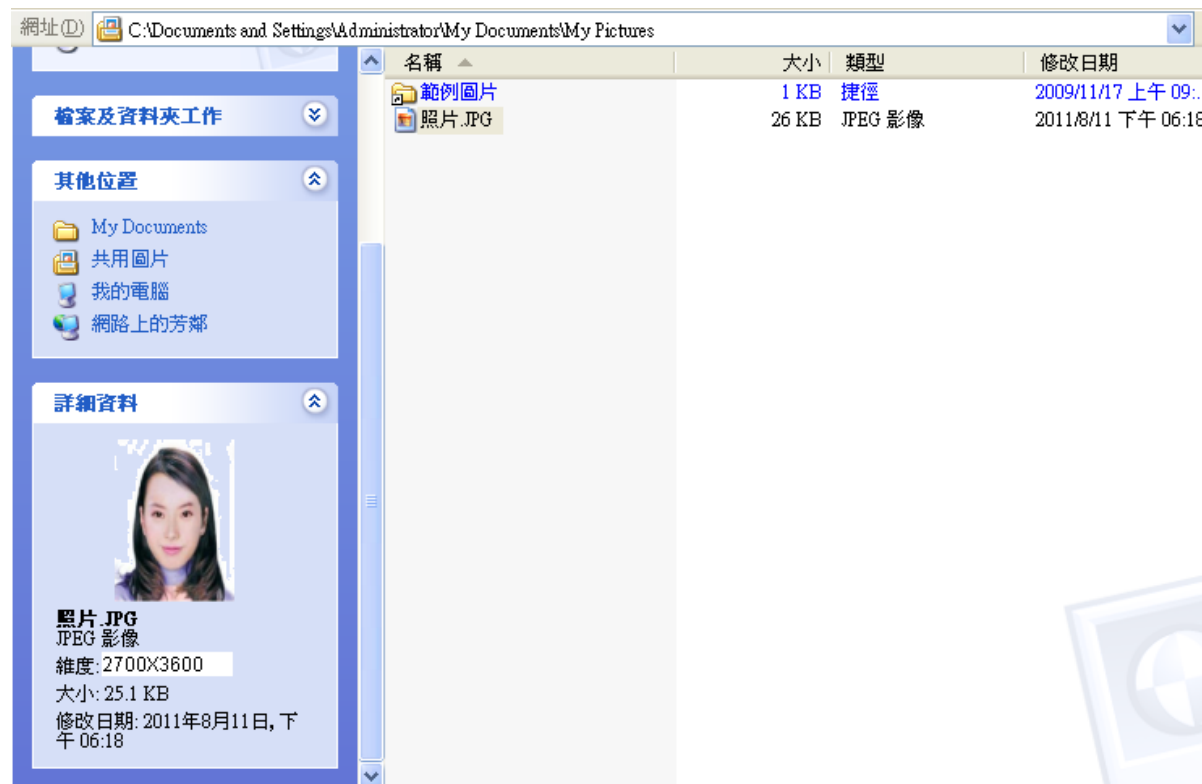 網址(D) C:\Documents and Settings\Administrator\My Documents\My Pictures
名稱 大小 類型 修改日期
範例圖片 1 KB 捷徑 2009/11/17 上午 09:..
照片.JPG 26 KB JPEG 影像 2011/8/11 下午 06:18
檔案及資料夾工作
其他位置
My Documents
共用圖片
我的電腦
網路上的芳鄰
詳細資料
照片.JPG
JPEG 影像
維度: 2700X3600
大小: 25.1 KB
修改日期: 2011年8月11日, 下
午 06:18